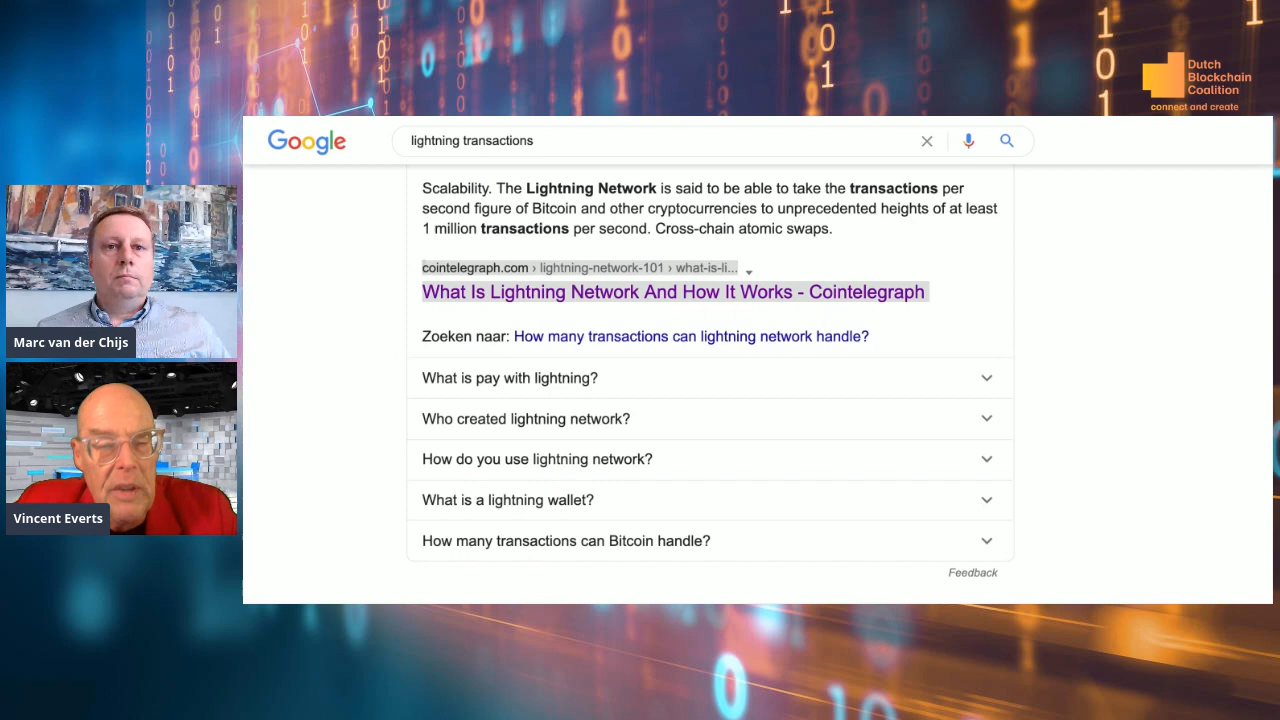 Dutch
Blockchain
Coalition
connect and create
Google
lightning transactions
Scalability. The Lightning Network is said to be able to take the transactions per
second figure of Bitcoin and other cryptocurrencies to unprecedented heights of at least
1 million transactions per second. Cross-chain atomic swaps.
cointelegraph.com › lightning-network-101 › what-is-li...
What Is Lightning Network And How It Works - Cointelegraph
Zoeken naar: How many transactions can lightning network handle?
What is pay with lightning?
Who created lightning network?
How do you use lightning network?
What is a lightning wallet?
How many transactions can Bitcoin handle?
Feedback
Marc van der Chijs
Vincent Everts